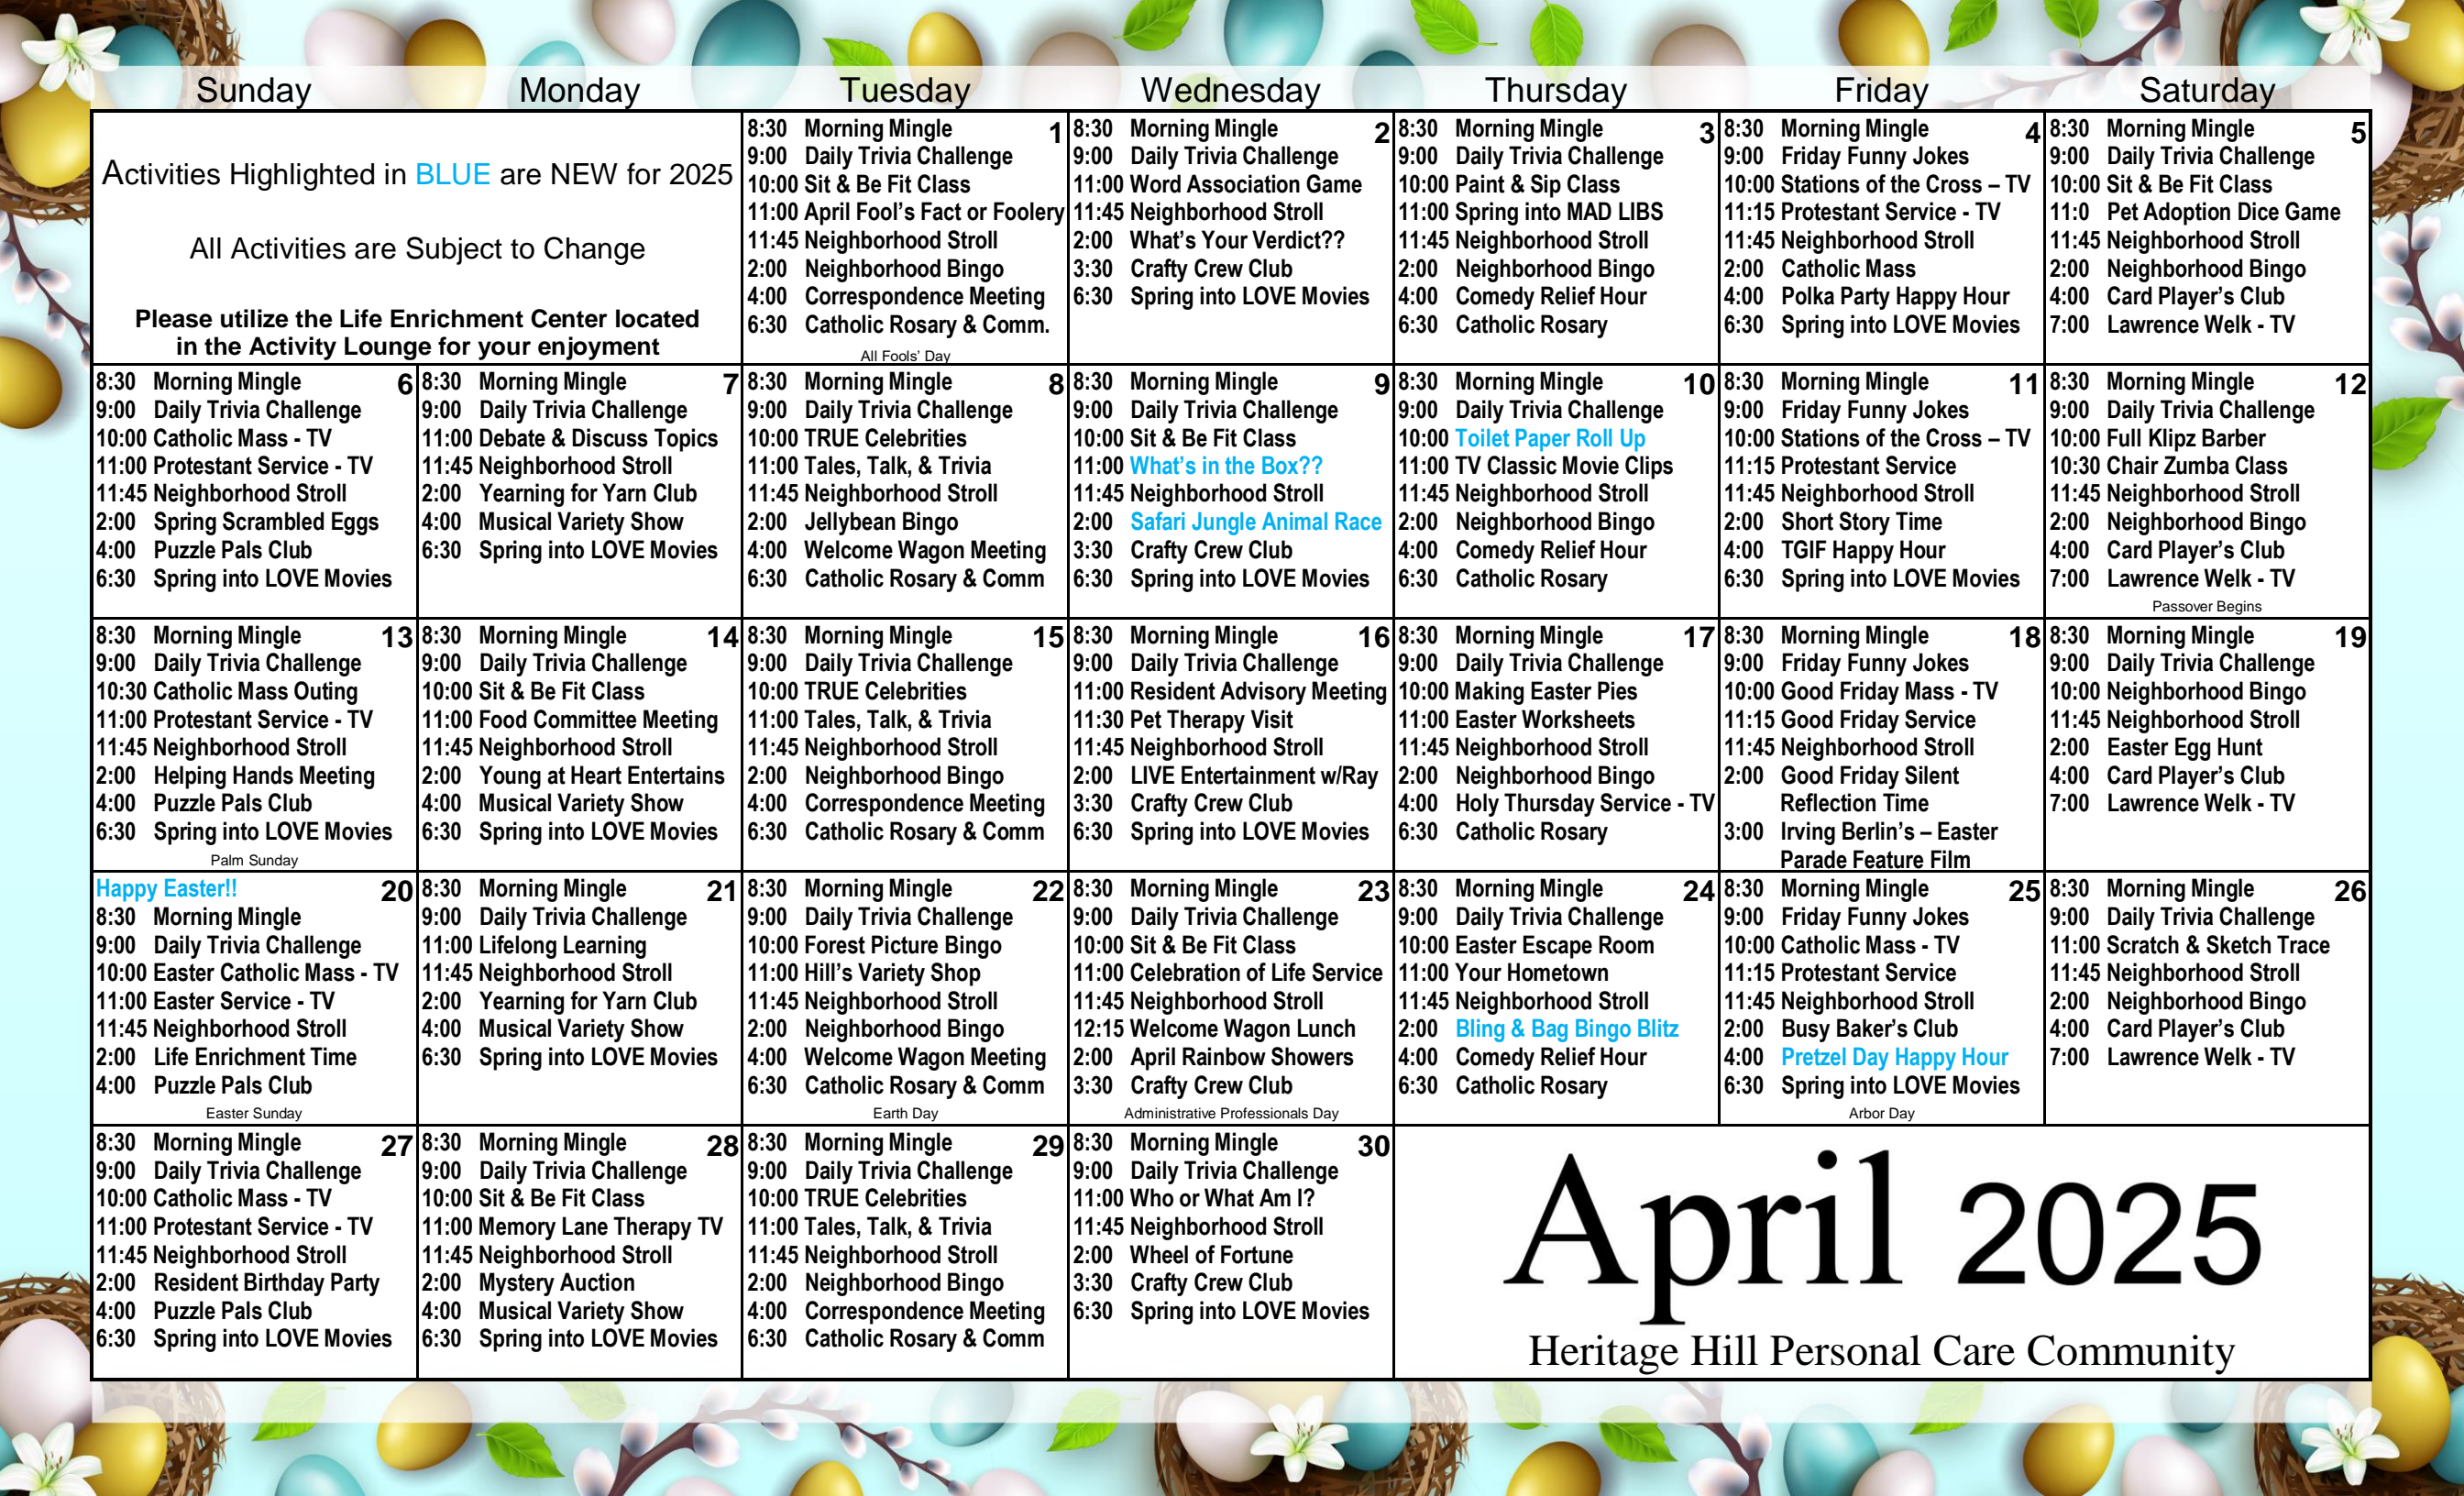 Sunday Monday Tuesday Wednesday Thursday Friday Saturday
Activities Highlighted in BLUE are NEW for 2025
All Activities are Subject to Change
Please utilize the Life Enrichment Center located
in the Activity Lounge for your enjoyment
1
8:30 Morning Mingle
9:00 Daily Trivia Challenge
10:00 Sit & Be Fit Class
11:00 April Fool's Fact or Foolery
11:45 Neighborhood Stroll
2:00 Neighborhood Bingo
4:00 Correspondence Meeting
6:30 Catholic Rosary & Comm.
All Fools' Day
2
8:30 Morning Mingle
9:00 Daily Trivia Challenge
11:00 Word Association Game
11:45 Neighborhood Stroll
2:00 What's Your Verdict??
3:30 Crafty Crew Club
6:30 Spring into LOVE Movies
3
8:30 Morning Mingle
9:00 Daily Trivia Challenge
10:00 Paint & Sip Class
11:00 Spring into MAD LIBS
11:45 Neighborhood Stroll
2:00 Neighborhood Bingo
4:00 Comedy Relief Hour
6:30 Catholic Rosary
4
8:30 Morning Mingle
9:00 Friday Funny Jokes
10:00 Stations of the Cross – TV
11:15 Protestant Service - TV
11:45 Neighborhood Stroll
2:00 Catholic Mass
4:00 Polka Party Happy Hour
6:30 Spring into LOVE Movies
5
8:30 Morning Mingle
9:00 Daily Trivia Challenge
10:00 Sit & Be Fit Class
11:0 Pet Adoption Dice Game
11:45 Neighborhood Stroll
2:00 Neighborhood Bingo
4:00 Card Player's Club
7:00 Lawrence Welk - TV
6
8:30 Morning Mingle
9:00 Daily Trivia Challenge
10:00 Catholic Mass - TV
11:00 Protestant Service - TV
11:45 Neighborhood Stroll
2:00 Spring Scrambled Eggs
4:00 Puzzle Pals Club
6:30 Spring into LOVE Movies
7
8:30 Morning Mingle
9:00 Daily Trivia Challenge
11:00 Debate & Discuss Topics
11:45 Neighborhood Stroll
2:00 Yearning for Yarn Club
4:00 Musical Variety Show
6:30 Spring into LOVE Movies
8
8:30 Morning Mingle
9:00 Daily Trivia Challenge
10:00 TRUE Celebrities
11:00 Tales, Talk, & Trivia
11:45 Neighborhood Stroll
2:00 Jellybean Bingo
4:00 Welcome Wagon Meeting
6:30 Catholic Rosary & Comm
9
8:30 Morning Mingle
9:00 Daily Trivia Challenge
10:00 Sit & Be Fit Class
11:00 What's in the Box??
11:45 Neighborhood Stroll
2:00 Safari Jungle Animal Race
3:30 Crafty Crew Club
6:30 Spring into LOVE Movies
10
8:30 Morning Mingle
9:00 Daily Trivia Challenge
10:00 Toilet Paper Roll Up
11:00 TV Classic Movie Clips
11:45 Neighborhood Stroll
2:00 Neighborhood Bingo
4:00 Comedy Relief Hour
6:30 Catholic Rosary
11
8:30 Morning Mingle
9:00 Friday Funny Jokes
10:00 Stations of the Cross – TV
11:15 Protestant Service
11:45 Neighborhood Stroll
2:00 Short Story Time
4:00 TGIF Happy Hour
6:30 Spring into LOVE Movies
12
8:30 Morning Mingle
9:00 Daily Trivia Challenge
10:00 Full Klipz Barber
10:30 Chair Zumba Class
11:45 Neighborhood Stroll
2:00 Neighborhood Bingo
4:00 Card Player's Club
7:00 Lawrence Welk - TV
Passover Begins
13
8:30 Morning Mingle
9:00 Daily Trivia Challenge
10:30 Catholic Mass Outing
11:00 Protestant Service - TV
11:45 Neighborhood Stroll
2:00 Helping Hands Meeting
4:00 Puzzle Pals Club
6:30 Spring into LOVE Movies
Palm Sunday
14
8:30 Morning Mingle
9:00 Daily Trivia Challenge
10:00 Sit & Be Fit Class
11:00 Food Committee Meeting
11:45 Neighborhood Stroll
2:00 Young at Heart Entertains
4:00 Musical Variety Show
6:30 Spring into LOVE Movies
15
8:30 Morning Mingle
9:00 Daily Trivia Challenge
10:00 TRUE Celebrities
11:00 Tales, Talk, & Trivia
11:45 Neighborhood Stroll
2:00 Neighborhood Bingo
4:00 Correspondence Meeting
6:30 Catholic Rosary & Comm
16
8:30 Morning Mingle
9:00 Daily Trivia Challenge
11:00 Resident Advisory Meeting
11:30 Pet Therapy Visit
11:45 Neighborhood Stroll
2:00 LIVE Entertainment w/Ray
3:30 Crafty Crew Club
6:30 Spring into LOVE Movies
17
8:30 Morning Mingle
9:00 Daily Trivia Challenge
10:00 Making Easter Pies
11:00 Easter Worksheets
11:45 Neighborhood Stroll
2:00 Neighborhood Bingo
4:00 Holy Thursday Service - TV
6:30 Catholic Rosary
18
8:30 Morning Mingle
9:00 Friday Funny Jokes
10:00 Good Friday Mass - TV
11:15 Good Friday Service
11:45 Neighborhood Stroll
2:00 Good Friday Silent
Reflection Time
3:00 Irving Berlin's – Easter
Parade Feature Film
19
8:30 Morning Mingle
9:00 Daily Trivia Challenge
10:00 Neighborhood Bingo
11:45 Neighborhood Stroll
2:00 Easter Egg Hunt
4:00 Card Player's Club
7:00 Lawrence Welk - TV
Happy Easter!! 20
8:30 Morning Mingle
9:00 Daily Trivia Challenge
10:00 Easter Catholic Mass - TV
11:00 Easter Service - TV
11:45 Neighborhood Stroll
2:00 Life Enrichment Time
4:00 Puzzle Pals Club
Easter Sunday
21
8:30 Morning Mingle
9:00 Daily Trivia Challenge
11:00 Lifelong Learning
11:45 Neighborhood Stroll
2:00 Yearning for Yarn Club
4:00 Musical Variety Show
6:30 Spring into LOVE Movies
22
8:30 Morning Mingle
9:00 Daily Trivia Challenge
10:00 Forest Picture Bingo
11:00 Hill's Variety Shop
11:45 Neighborhood Stroll
2:00 Neighborhood Bingo
4:00 Welcome Wagon Meeting
6:30 Catholic Rosary & Comm
Earth Day
23
8:30 Morning Mingle
9:00 Daily Trivia Challenge
10:00 Sit & Be Fit Class
11:00 Celebration of Life Service
11:45 Neighborhood Stroll
12:15 Welcome Wagon Lunch
2:00 April Rainbow Showers
3:30 Crafty Crew Club
Administrative Professionals Day
24
8:30 Morning Mingle
9:00 Daily Trivia Challenge
10:00 Easter Escape Room
11:00 Your Hometown
11:45 Neighborhood Stroll
2:00 Bling & Bag Bingo Blitz
4:00 Comedy Relief Hour
6:30 Catholic Rosary
25
8:30 Morning Mingle
9:00 Friday Funny Jokes
10:00 Catholic Mass - TV
11:15 Protestant Service
11:45 Neighborhood Stroll
2:00 Busy Baker's Club
4:00 Pretzel Day Happy Hour
6:30 Spring into LOVE Movies
Arbor Day
26
8:30 Morning Mingle
9:00 Daily Trivia Challenge
11:00 Scratch & Sketch Trace
11:45 Neighborhood Stroll
2:00 Neighborhood Bingo
4:00 Card Player's Club
7:00 Lawrence Welk - TV
27
8:30 Morning Mingle
9:00 Daily Trivia Challenge
10:00 Catholic Mass - TV
11:00 Protestant Service - TV
11:45 Neighborhood Stroll
2:00 Resident Birthday Party
4:00 Puzzle Pals Club
6:30 Spring into LOVE Movies
28
8:30 Morning Mingle
9:00 Daily Trivia Challenge
10:00 Sit & Be Fit Class
11:00 Memory Lane Therapy TV
11:45 Neighborhood Stroll
2:00 Mystery Auction
4:00 Musical Variety Show
6:30 Spring into LOVE Movies
29
8:30 Morning Mingle
9:00 Daily Trivia Challenge
10:00 TRUE Celebrities
11:00 Tales, Talk, & Trivia
11:45 Neighborhood Stroll
2:00 Neighborhood Bingo
4:00 Correspondence Meeting
6:30 Catholic Rosary & Comm
30
8:30 Morning Mingle
9:00 Daily Trivia Challenge
11:00 Who or What Am I?
11:45 Neighborhood Stroll
2:00 Wheel of Fortune
3:30 Crafty Crew Club
6:30 Spring into LOVE Movies
April 2025
Heritage Hill Personal Care Community